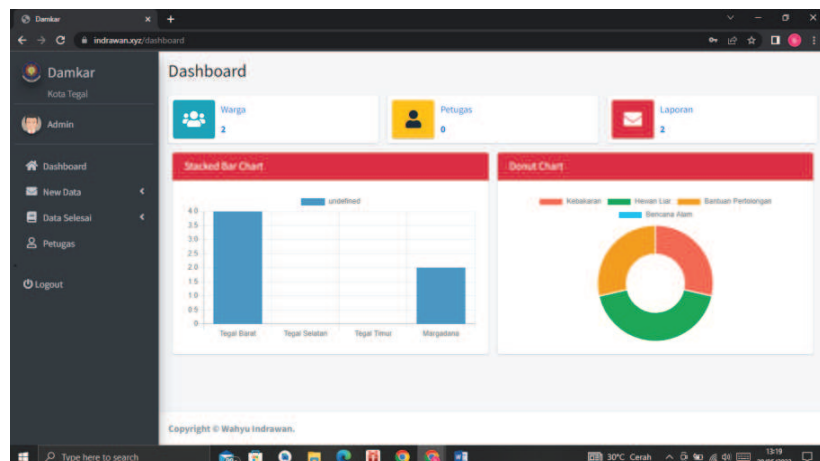 Damkar
indrawan.xyz/dashboard
Damkar
Kota Tegal
Admin
Dashboard
New Data
Data Selesai
Petugas
Logout
Dashboard
Warga
2
Petugas
0
Laporan
2
Stacked Bar Chart
undefined
4.0
3.5
3.0
2.5
2.0
1.5
1.0
0.5
0
Tegal Barat Tegal Selatan Tegal Timur Margadana
Donut Chart
Kebakaran Hewan Liar Bantuan Pertolongan
Bencana Alam
Copyright © Wahyu Indrawan.
Type here to search
30°C Cerah
13:19